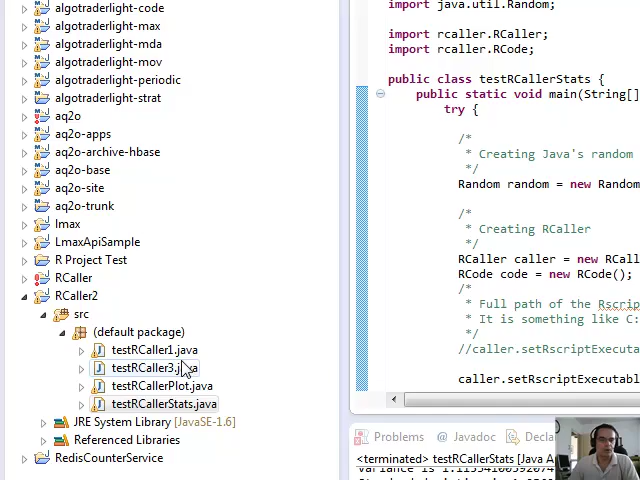 algotraderlight-code
algotraderlight-max
algotraderlight-mda
algotraderlight-mov
algotraderlight-periodic
algotraderlight-strat
aq2o
aq2o-apps
aq2o-archive-hbase
aq2o-base
aq2o-site
aq2o-trunk
lmax
LmaxApiSample
R Project Test
RCaller
RCaller2
src
(default package)
testRCaller1.java
testRCaller3.java
testRCallerPlot.java
testRCallerStats.java
JRE System Library [JavaSE-1.6]
Referenced Libraries
RedisCounterService
import java.util.Random;
import rcaller.RCaller;
import rcaller.RCode;
public class testRCallerStats {
public static void main(String[]
try {
/*
* Creating Java's random
*/
Random random = new Random
/*
* Creating RCaller
*/
RCaller caller = new RCall
RCode code = new RCode();
/*
* Full path of the Rscrip
* It is something like C:
*/
//caller.setRscriptExecuta
caller.setRscriptExecutabl
Problems @ Javadoc Decla
<terminated> testRCallerStats [Java A